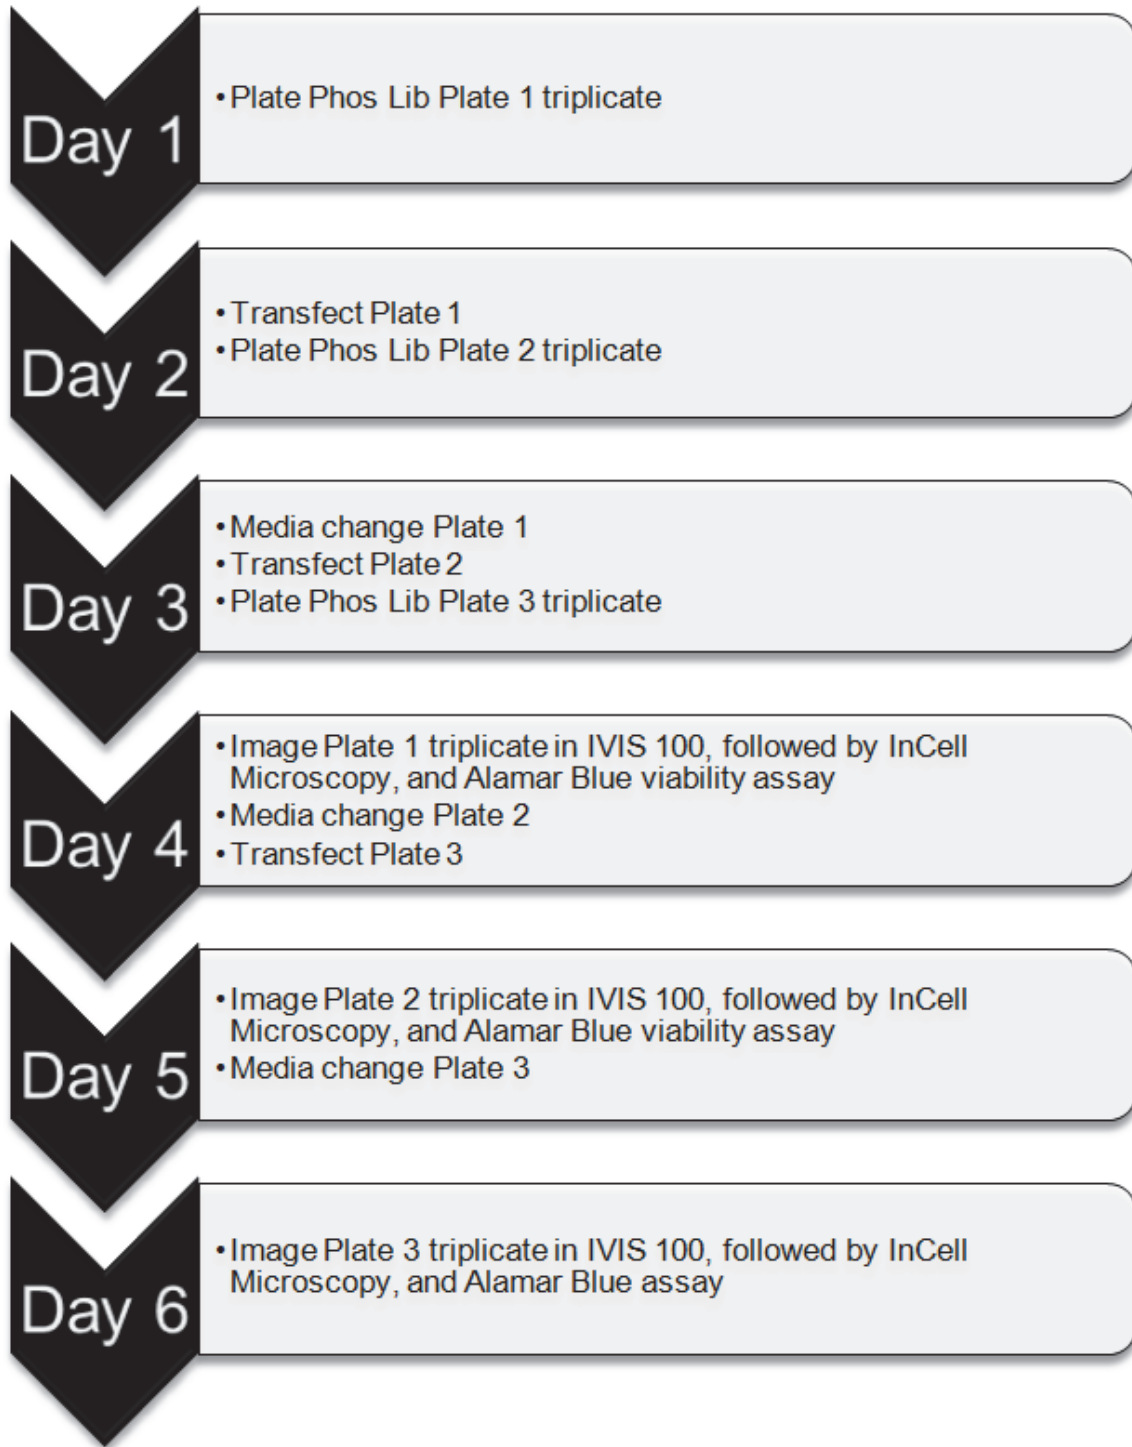 Day 1
• Plate Phos Lib Plate 1 triplicate
Day 2
• Transfect Plate 1
• Plate Phos Lib Plate 2 triplicate
Day 3
• Media change Plate 1
• Transfect Plate 2
• Plate Phos Lib Plate 3 triplicate
Day 4
• Image Plate 1 triplicate in IVIS 100, followed by InCell
Microscopy, and Alamar Blue viability assay
• Media change Plate 2
• Transfect Plate 3
Day 5
• Image Plate 2 triplicate in IVIS 100, followed by InCell
Microscopy, and Alamar Blue viability assay
• Media change Plate 3
Day 6
• Image Plate 3 triplicate in IVIS 100, followed by InCell
Microscopy, and Alamar Blue assay